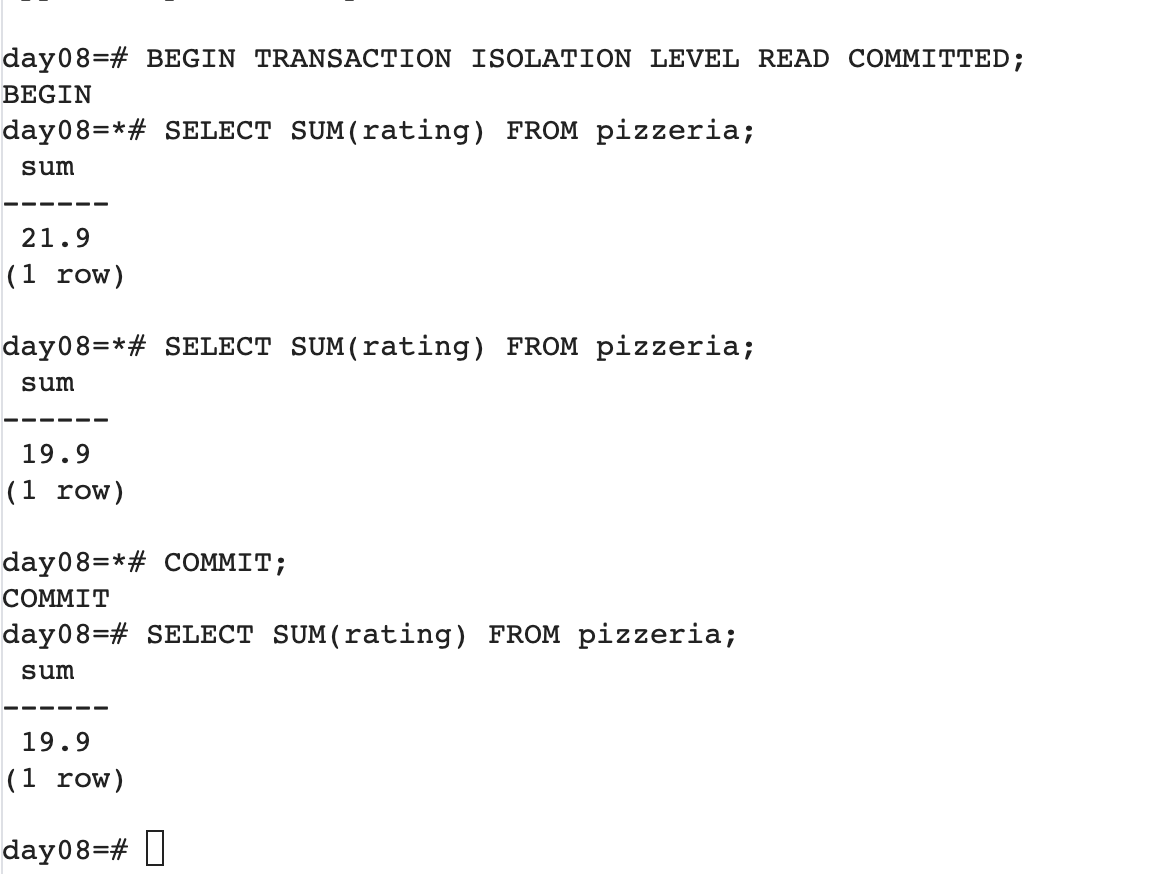 day08=# BEGIN TRANSACTION ISOLATION LEVEL READ COMMITTED;
BEGIN
day08=*# SELECT SUM(rating) FROM pizzeria;
 sum
------
 21.9
(1 row)

day08=*# SELECT SUM(rating) FROM pizzeria;
 sum
------
 19.9
(1 row)

day08=*# COMMIT;
COMMIT
day08=# SELECT SUM(rating) FROM pizzeria;
 sum
------
 19.9
(1 row)

day08=#